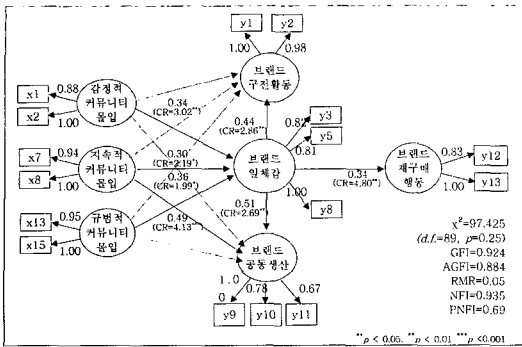 y1
y2
1.00
0.98
x1
0.88
x2
1.00
감정적
커뮤니티
몰입
브랜드
구전활동
0.34
(CR=3.02**)
0.44
(CR=2.86**)
0.82
y3
y5
0.81
x7
0.94
x8
1.00
지속적
커뮤니티
몰입
0.30
(CR=2.19*)
0.36
(CR=1.99*)
브랜드
일체감
1.00
y8
0.34
(CR=4.80**)
브랜드
재구매
행동
0.83
y12
1.00
y13
x13
0.95
x15
1.00
규범적
커뮤니티
몰입
0.49
(CR=4.13**)
0.51
(CR=2.69**)
브랜드
공동생산
1.0
0
0.78
0.67
y9
y10
y11
χ²=97.425
(d.f.=89, p=0.25)
GFI=0.924
AGFI=0.884
RMR=0.05
NFI=0.935
PNFI=0.69
**p < 0.05, **p < 0.01 ***p <0.001